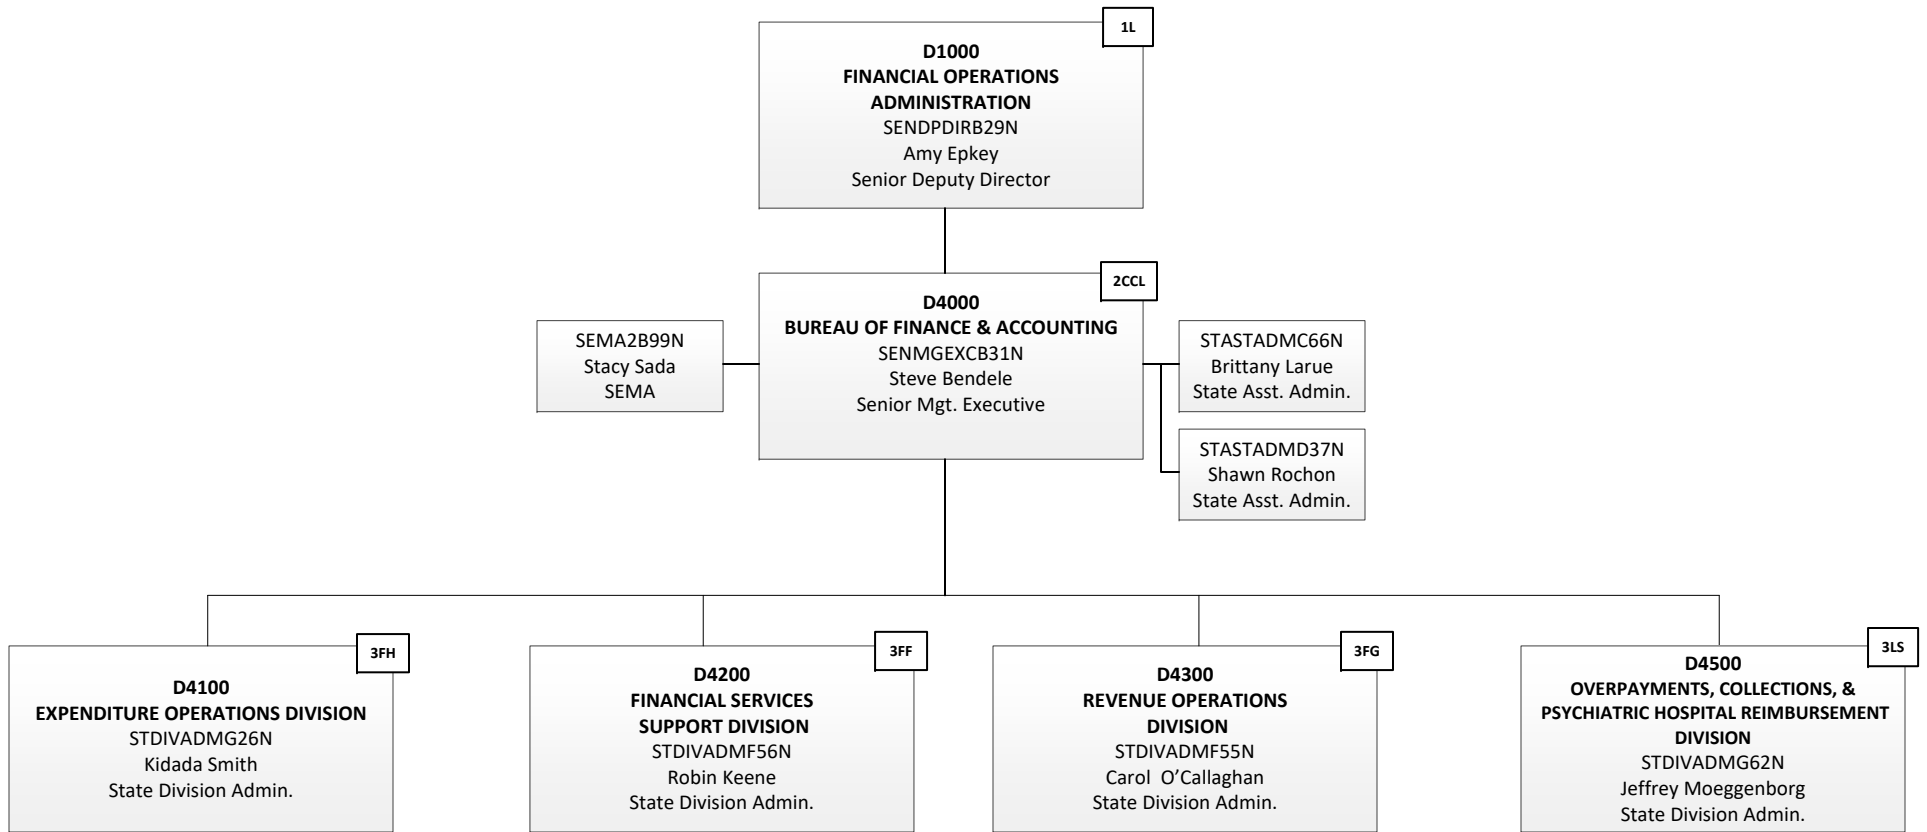 1L
D1000
FINANCIAL OPERATIONS
ADMINISTRATION
SENDPDIRB29N
Amy Epkey
Senior Deputy Director
2CCL
D4000
BUREAU OF FINANCE & ACCOUNTING
SENMGEXCB31N
Steve Bendele
Senior Mgt. Executive
SEMA2B99N
Stacy Sada
SEMA
STASTADMC66N
Brittany Larue
State Asst. Admin.
STASTADMD37N
Shawn Rochon
State Asst. Admin.
3FH
D4100
EXPENDITURE OPERATIONS DIVISION
STDIVADMG26N
Kidada Smith
State Division Admin.
3FF
D4200
FINANCIAL SERVICES
SUPPORT DIVISION
STDIVADMF56N
Robin Keene
State Division Admin.
3FG
D4300
REVENUE OPERATIONS
DIVISION
STDIVADMF55N
Carol  O’Callaghan
State Division Admin.
3LS
D4500
OVERPAYMENTS, COLLECTIONS, &
PSYCHIATRIC HOSPITAL REIMBURSEMENT
DIVISION
STDIVADMG62N
Jeffrey Moeggenborg
State Division Admin.